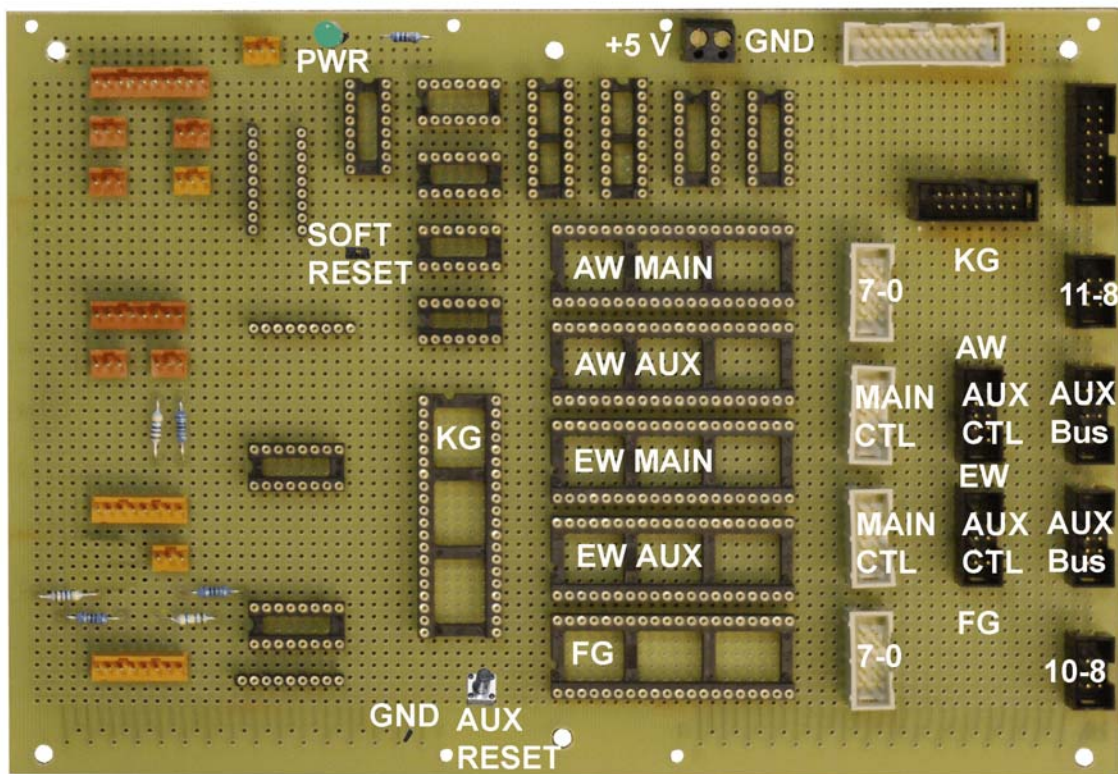 +5 V
GND
PWR
SOFT
RESET
AW MAIN
KG
7-0
11-8
AW AUX
AW
MAIN
CTL
AUX
CTL
AUX
Bus
KG
EW MAIN
EW
MAIN
CTL
AUX
CTL
AUX
Bus
EW AUX
FG
FG
7-0
10-8
GND
AUX
RESET